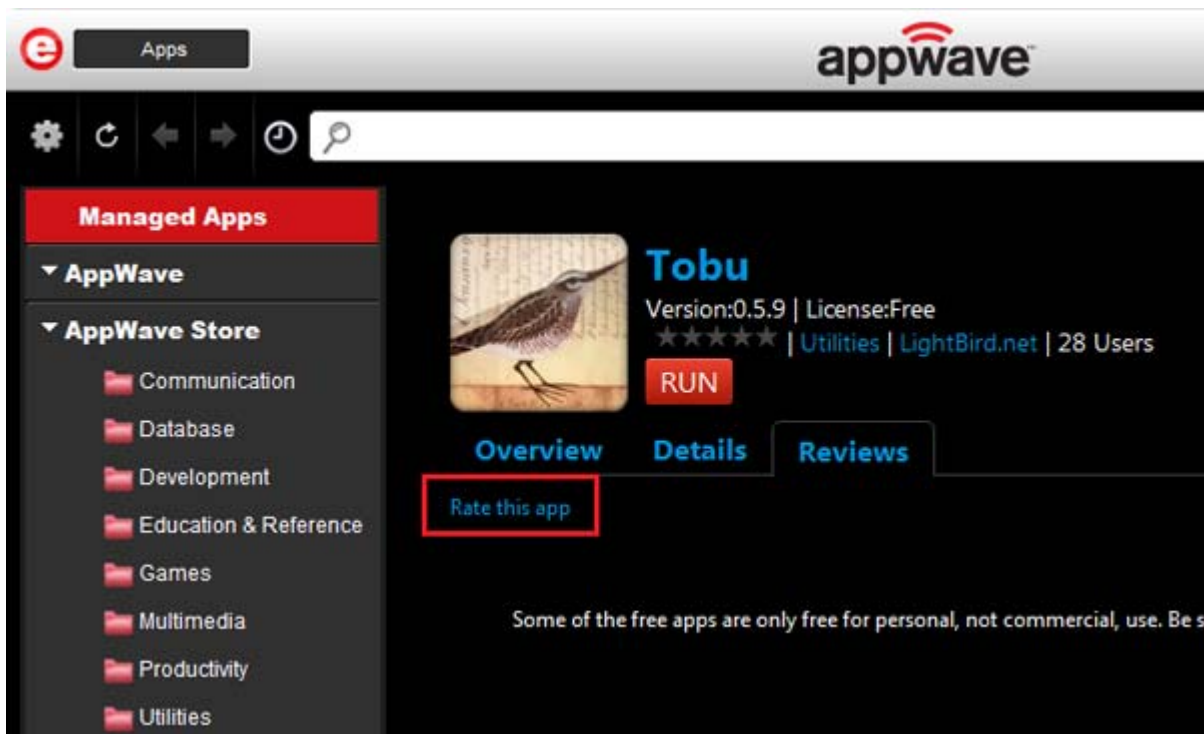 e Apps appwave™
Managed Apps
AppWave
AppWave Store
Communication
Database
Development
Education & Reference
Games
Multimedia
Productivity
Utilities
Tobu
Version:0.5.9 | License:Free
| Utilities | LightBird.net | 28 Users
RUN
Overview Details Reviews
Rate this app
Some of the free apps are only free for personal, not commercial, use. Be s